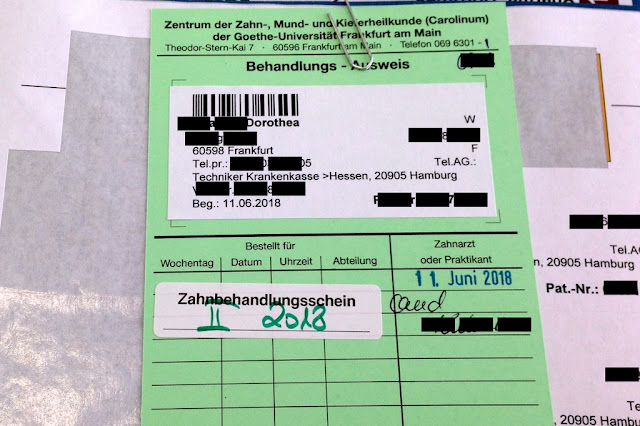 Zentrum der Zahn-, Mund- und Kieferheilkunde (Carolinum)
der Goethe-Universität Frankfurt am Main
Theodor-Stern-Kai 7 · 60596 Frankfurt am Main · Telefon 069 6301-
Behandlungs - Ausweis
Dorothea
W
60598 Frankfurt
F
Tel.pr.: 05
Tel.AG.:
Techniker Krankenkasse >Hessen, 20905 Hamburg
Beg.: 11.06.2018
Bestellt für
Zahnarzt
oder Praktikant
Wochentag Datum Uhrzeit Abteilung
11. Juni 2018
Zahnbehandlungsschein
II 2018
cand
Tel.AG
n, 20905 Hamburg
Pat.-Nr.:
Tel.A
20905 Hamburg